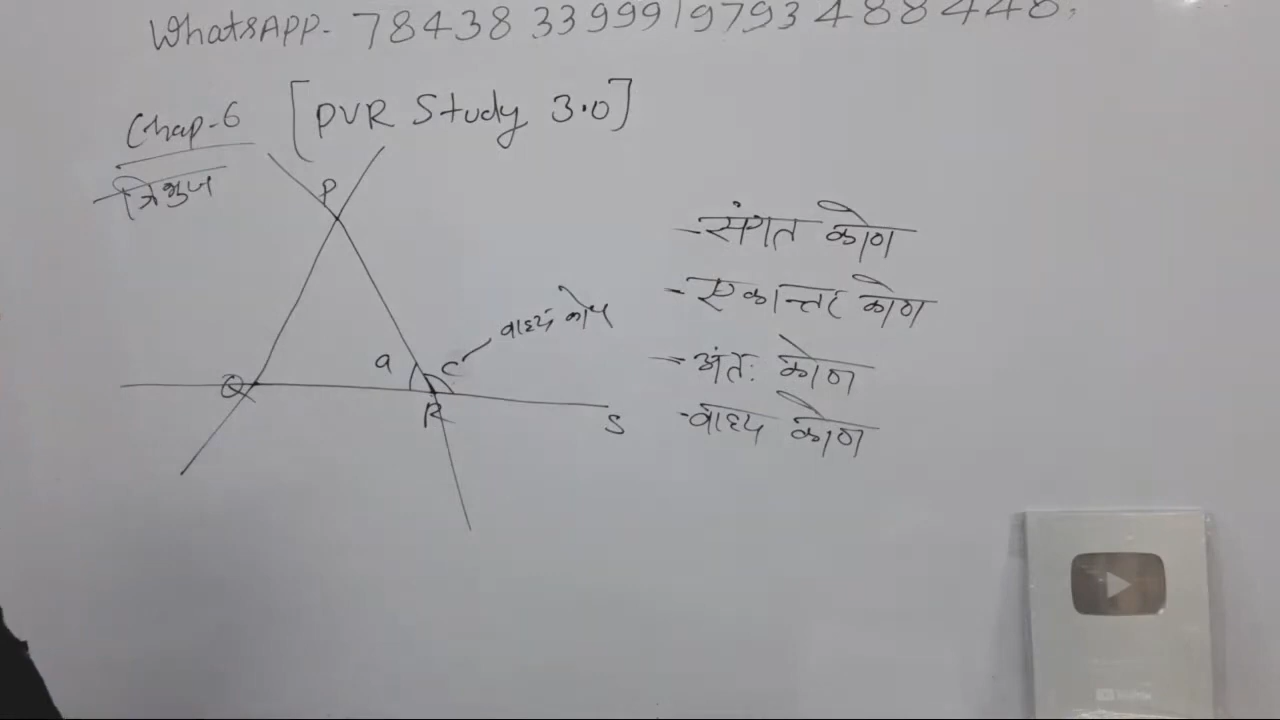 WhatsAPP- 7843833999 | 9793488448,
Chap-6 [PVR Study 3.0]
त्रिभुज
P
-संगत कोण
-एकान्तर कोण
वाह्य कोण
a c
-अंतः कोण
Q R S
-वाह्य कोण